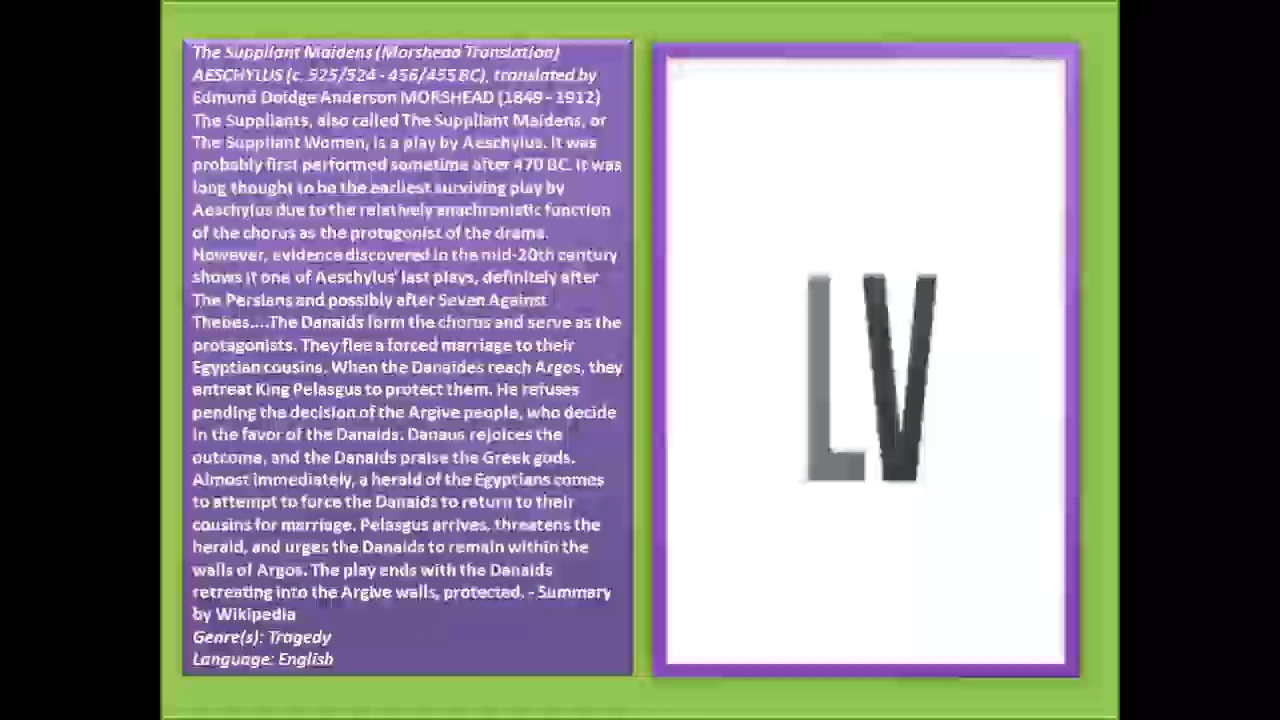 The Suppliant Maidens (Morshead Translation)
AESCHYLUS (c. 525/524 - 456/455 BC), translated by
Edmund Doidge Anderson MORSHEAD (1849 - 1912)
The Suppliants, also called The Suppliant Maidens, or
The Suppliant Women, is a play by Aeschylus. It was
probably first performed sometime after 470 BC. It was
long thought to be the earliest surviving play by
Aeschylus due to the relatively anachronistic function
of the chorus as the protagonist of the drama.
However, evidence discovered in the mid-20th century
shows it one of Aeschylus' last plays, definitely after
The Persians and possibly after Seven Against
Thebes....The Danaids form the chorus and serve as the
protagonists. They flee a forced marriage to their
Egyptian cousins. When the Danaides reach Argos, they
entreat King Pelasgus to protect them. He refuses
pending the decision of the Argive people, who decide
in the favor of the Danaids. Danaus rejoices the
outcome, and the Danaids praise the Greek gods.
Almost immediately, a herald of the Egyptians comes
to attempt to force the Danaids to return to their
cousins for marriage. Pelasgus arrives, threatens the
herald, and urges the Danaids to remain within the
walls of Argos. The play ends with the Danaids
retreating into the Argive walls, protected. - Summary
by Wikipedia
Genre(s): Tragedy
Language: English
LV